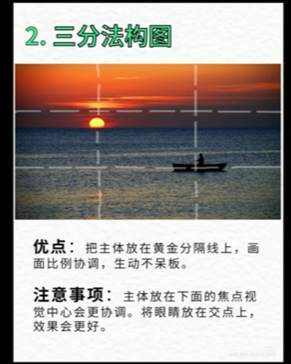 2. 三分法构图
优点：把主体放在黄金分隔线上，画
面比例协调，生动不呆板。
注意事项：主体放在下面的焦点视
觉中心会更协调。将眼睛放在交点上，
效果会更好。